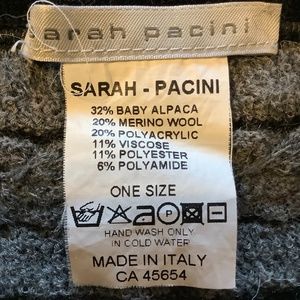 sarah pacini
SARAH - PACINI
32% BABY ALPACA
20% MERINO WOOL
20% POLYACRYLIC
11% VISCOSE
11% POLYESTER
6% POLYAMIDE
ONE SIZE
HAND WASH ONLY
IN COLD WATER
MADE IN ITALY
CA 45654